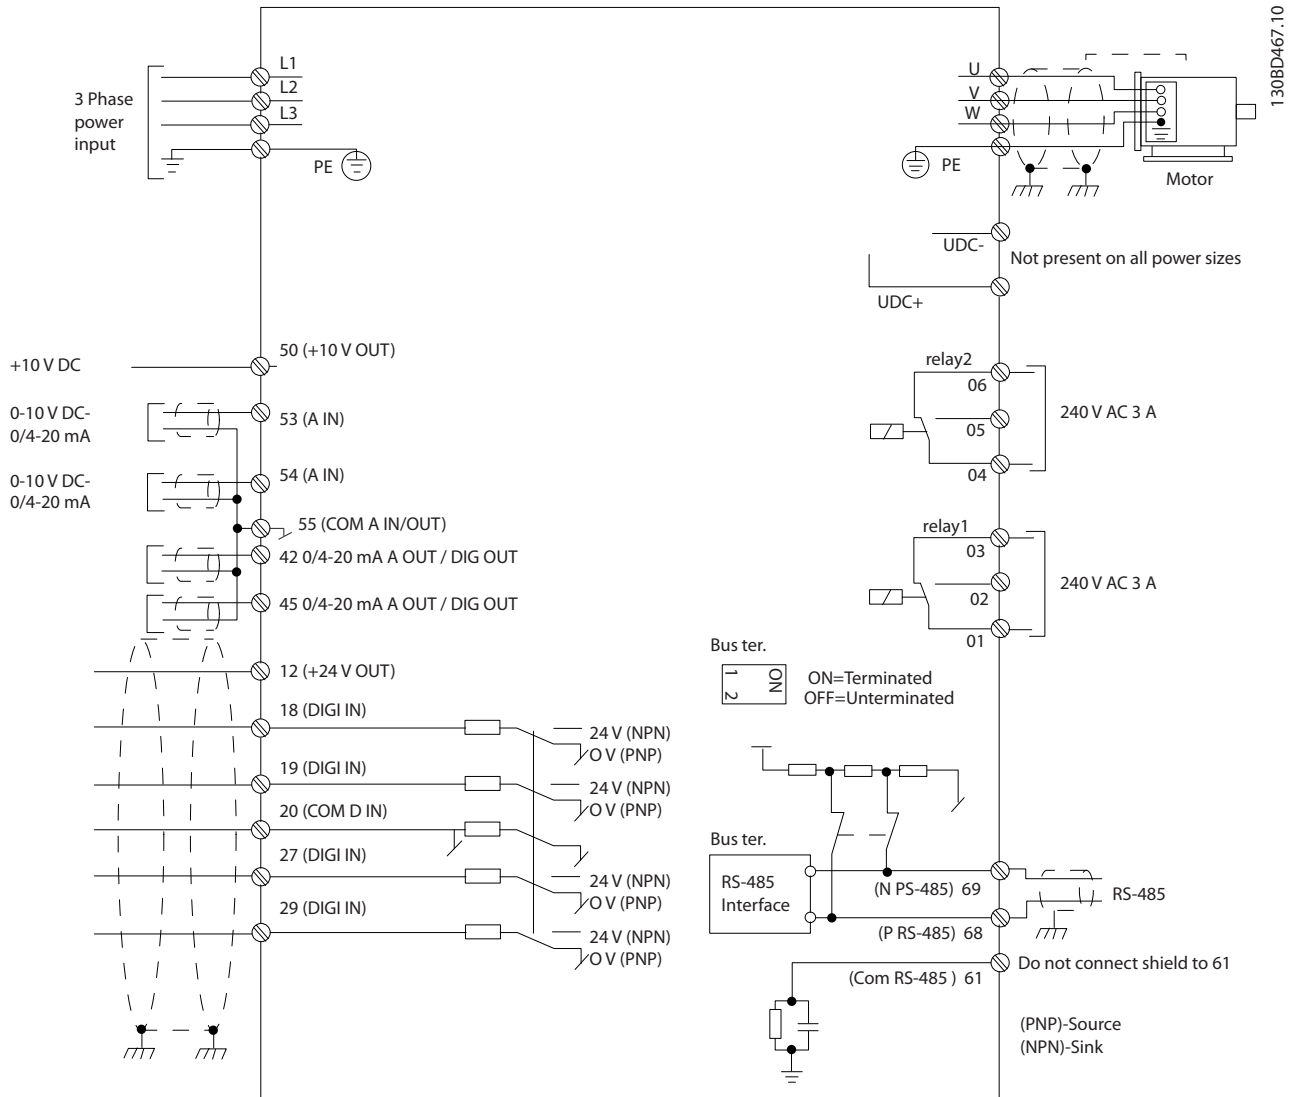 130BD467.10
3 Phase
power
input
L1
L2
L3
PE
U
V
W
PE
Motor
UDC-
Not present on all power sizes
UDC+
+10 V DC
50 (+10 V OUT)
0-10 V DC-
0/4-20 mA
53 (A IN)
0-10 V DC-
0/4-20 mA
54 (A IN)
55 (COM A IN/OUT)
42 0/4-20 mA A OUT / DIG OUT
45 0/4-20 mA A OUT / DIG OUT
12 (+24 V OUT)
18 (DIGI IN)
24 V (NPN)
O V (PNP)
19 (DIGI IN)
24 V (NPN)
O V (PNP)
20 (COM D IN)
27 (DIGI IN)
24 V (NPN)
O V (PNP)
29 (DIGI IN)
24 V (NPN)
O V (PNP)
relay2
06
05
04
240 V AC 3 A
relay1
03
02
01
240 V AC 3 A
Bus ter.
1
2
ON
ON=Terminated
OFF=Unterminated
Bus ter.
RS-485
Interface
(N PS-485) 69
RS-485
(P RS-485) 68
(Com RS-485 ) 61
Do not connect shield to 61
(PNP)-Source
(NPN)-Sink